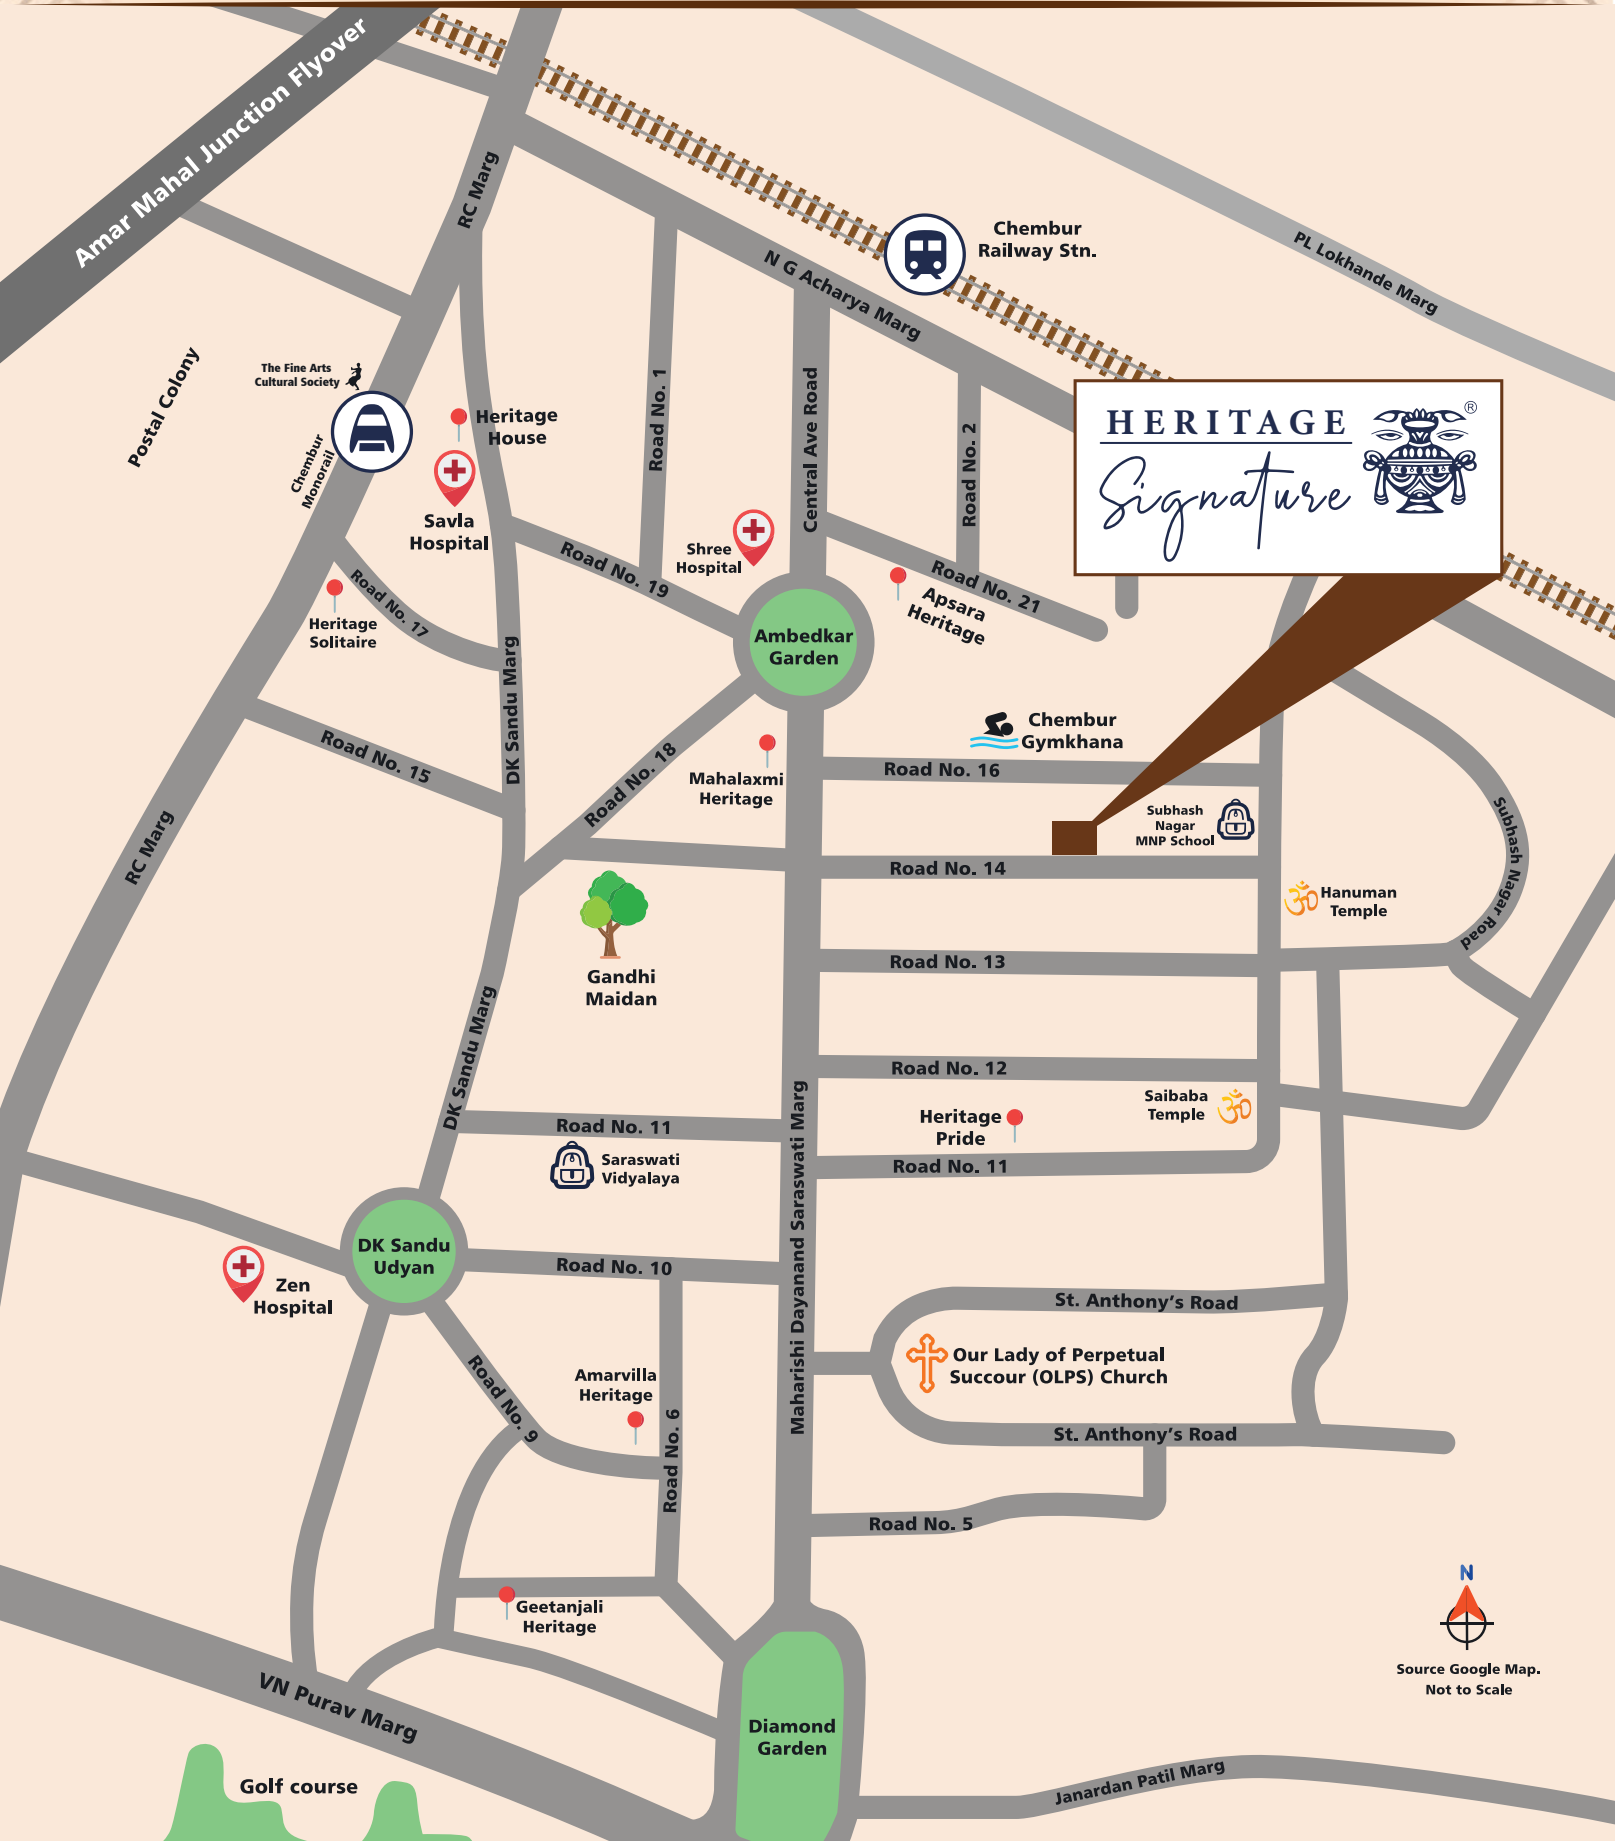 Amar Mahal Junction Flyover
RC Marg
Chembur
Railway Stn.
PL Lokhande Marg
N G Acharya Marg
Postal Colony
The Fine Arts
Cultural Society
Chembur
Monorail
Heritage
House
Savla
Hospital
Road No. 1
Central Ave Road
Road No. 2
HERITAGE
®
Signature
Shree
Hospital
Road No. 19
Road No. 21
Apsara
Heritage
Road No. 17
Heritage
Solitaire
Ambedkar
Garden
DK Sandu Marg
Road No. 15
Road No. 18
Mahalaxmi
Heritage
Chembur
Gymkhana
Road No. 16
Subhash
Nagar
MNP School
Subhash Nagar Road
RC Marg
Road No. 14
Hanuman
Temple
ॐ
Gandhi
Maidan
Road No. 13
DK Sandu Marg
Road No. 12
Saibaba
Temple
ॐ
Heritage
Pride
Road No. 11
Road No. 11
Saraswati
Vidyalaya
Maharishi Dayanand Saraswati Marg
DK Sandu
Udyan
Road No. 10
Zen
Hospital
St. Anthony's Road
Our Lady of Perpetual
Succour (OLPS) Church
Road No. 9
Amarvilla
Heritage
Road No. 6
St. Anthony's Road
Road No. 5
Geetanjali
Heritage
N
Source Google Map.
Not to Scale
VN Purav Marg
Diamond
Garden
Golf course
Janardan Patil Marg